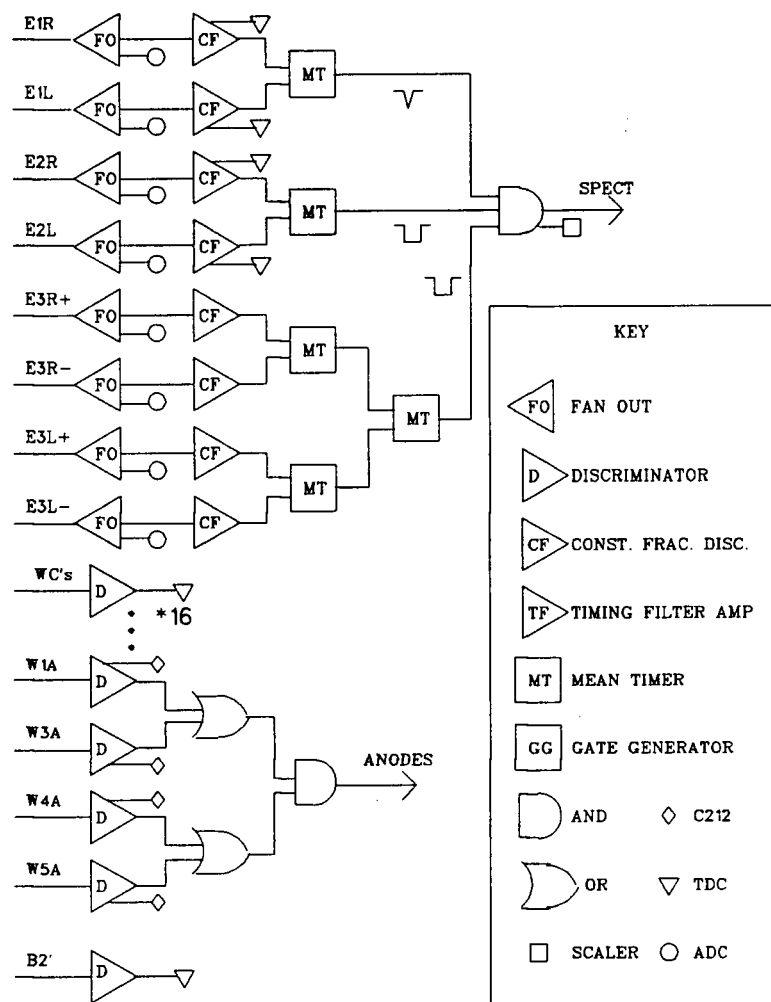 E1R
FO
CF
MT
E1L
FO
CF
E2R
FO
CF
MT
E2L
FO
CF
SPECT
E3R+
FO
CF
MT
E3R-
FO
CF
MT
E3L+
FO
CF
MT
E3L-
FO
CF
WC's
D
*16
W1A
D
W3A
D
ANODES
W4A
D
W5A
D
B2'
D
KEY
FO FAN OUT
D DISCRIMINATOR
CF CONST. FRAC. DISC.
TF TIMING FILTER AMP
MT MEAN TIMER
GG GATE GENERATOR
AND C212
OR TDC
SCALER ADC